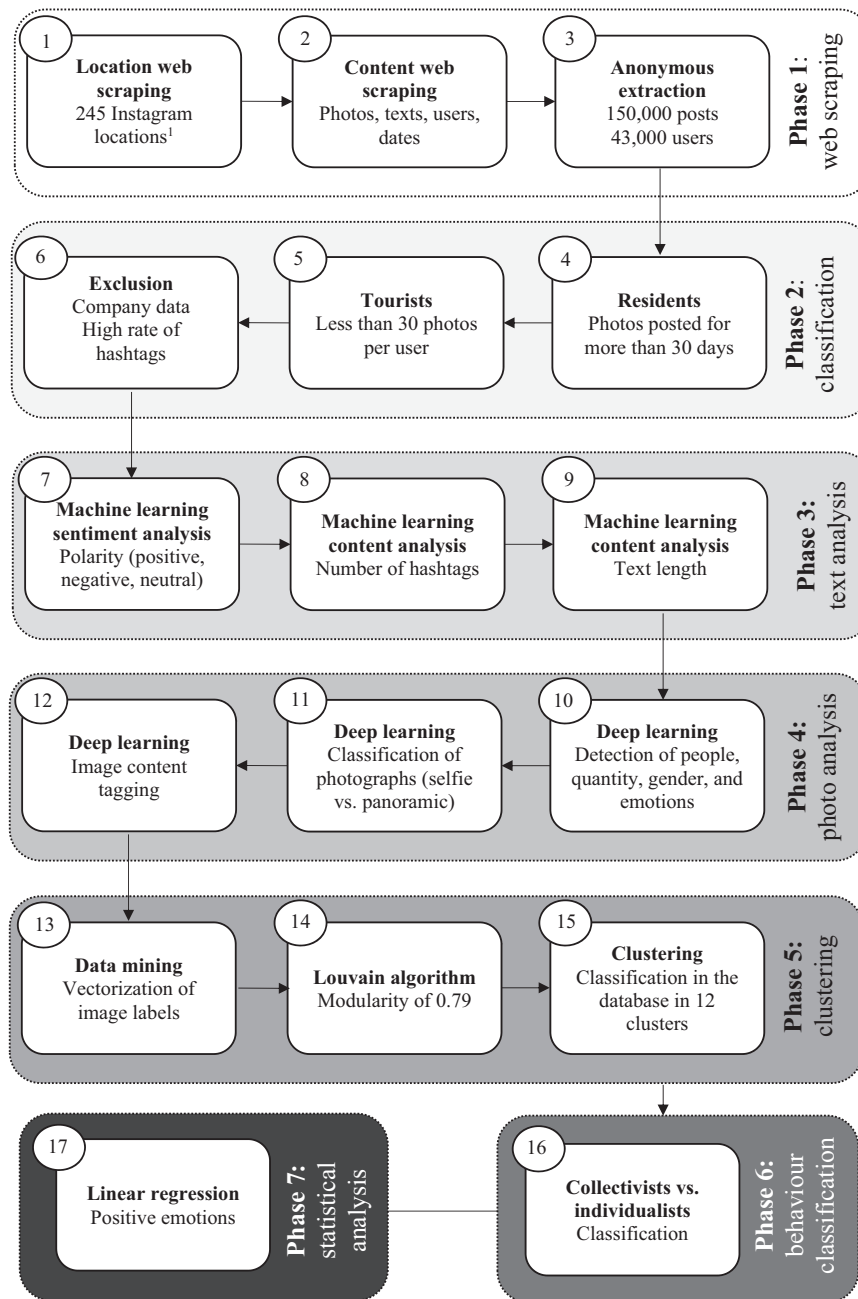 1
Location web
scraping
245 Instagram
locations¹
2
Content web
scraping
Photos, texts, users,
dates
3
Anonymous
extraction
150,000 posts
43,000 users
Phase 1:
web scraping
4
Residents
Photos posted for
more than 30 days
5
Tourists
Less than 30 photos
per user
6
Exclusion
Company data
High rate of
hashtags
Phase 2:
classification
7
Machine learning
sentiment analysis
Polarity (positive,
negative, neutral)
8
Machine learning
content analysis
Number of hashtags
9
Machine learning
content analysis
Text length
Phase 3:
text analysis
10
Deep learning
Detection of people,
quantity, gender, and
emotions
11
Deep learning
Classification of
photographs (selfie
vs. panoramic)
12
Deep learning
Image content
tagging
Phase 4:
photo analysis
13
Data mining
Vectorization of
image labels
14
Louvain algorithm
Modularity of 0.79
15
Clustering
Classification in the
database in 12
clusters
Phase 5:
clustering
16
Collectivists vs.
individualists
Classification
Phase 6:
behaviour
classification
17
Linear regression
Positive emotions
Phase 7:
statistical
analysis